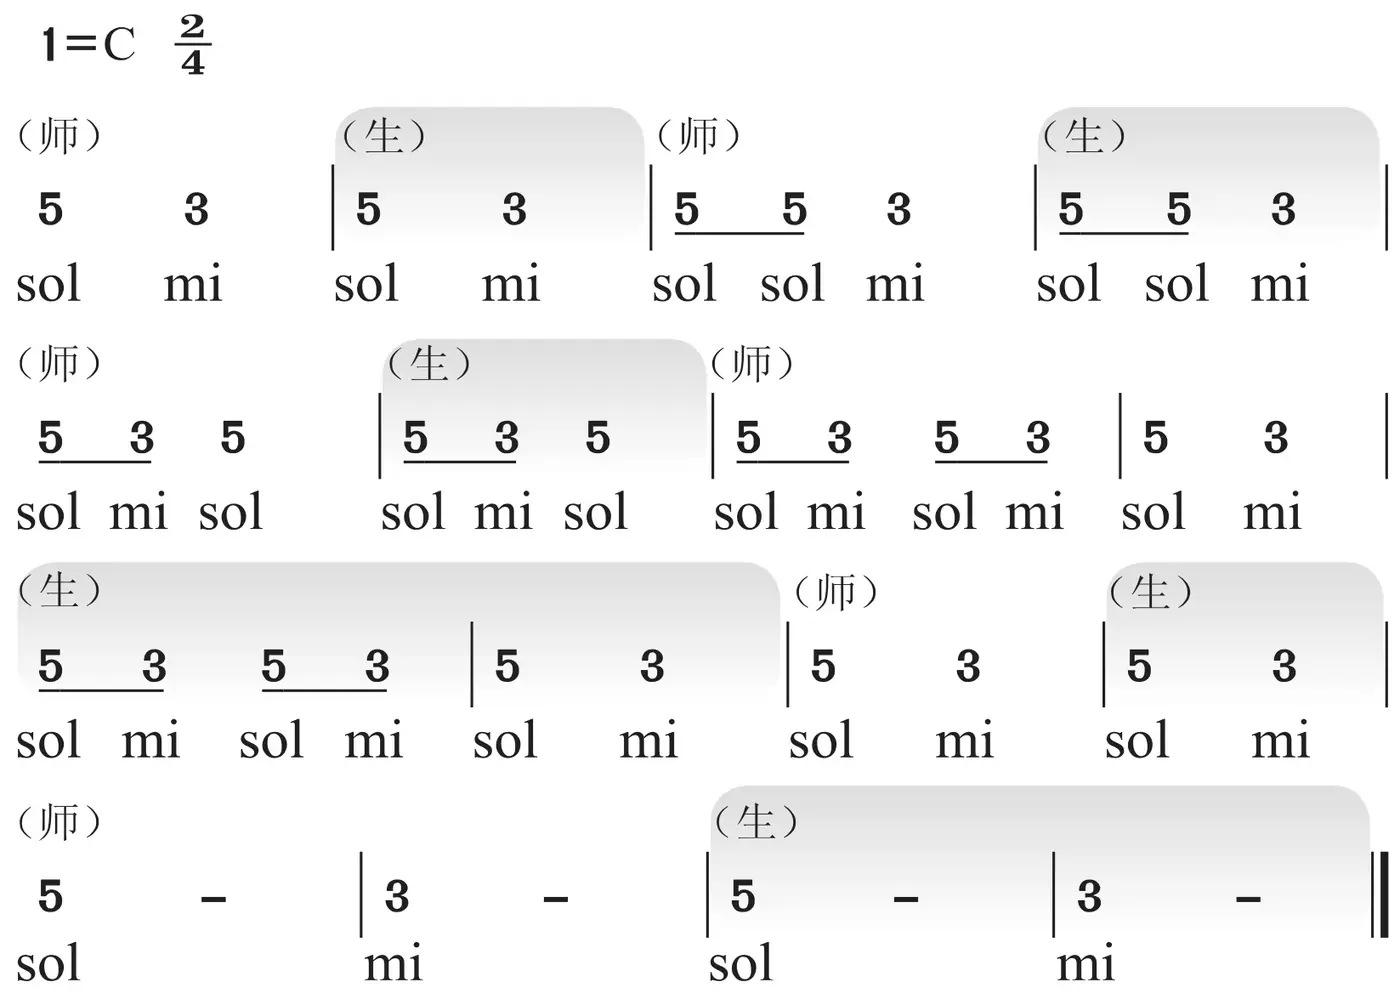 1=C 2/4
（师） （生） （师） （生）
5 3 | 5 3 | 5 5 3 | 5 5 3 |
sol mi sol mi sol sol mi sol sol mi
（师） （生） （师）
5 3 5 | 5 3 5 | 5 3 5 3 | 5 3 |
sol mi sol sol mi sol sol mi sol mi sol mi
（生） （师） （生）
5 3 5 3 | 5 3 | 5 3 | 5 3 |
sol mi sol mi sol mi sol mi sol mi
（师） （生）
5 – | 3 – | 5 – | 3 – ‖
sol mi sol mi